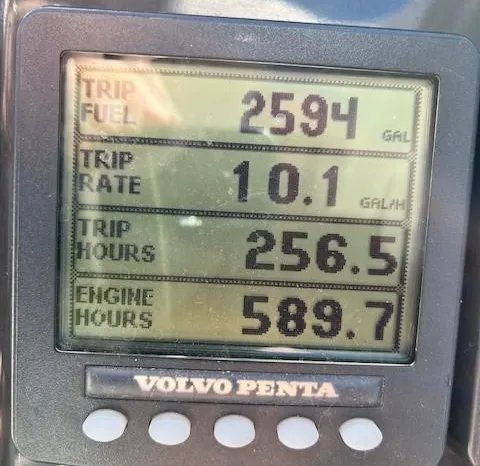 TRIP
FUEL
2594 GAL
TRIP
RATE
10.1 GAL/H
TRIP
HOURS
256.5
ENGINE
HOURS
589.7
VOLVO PENTA